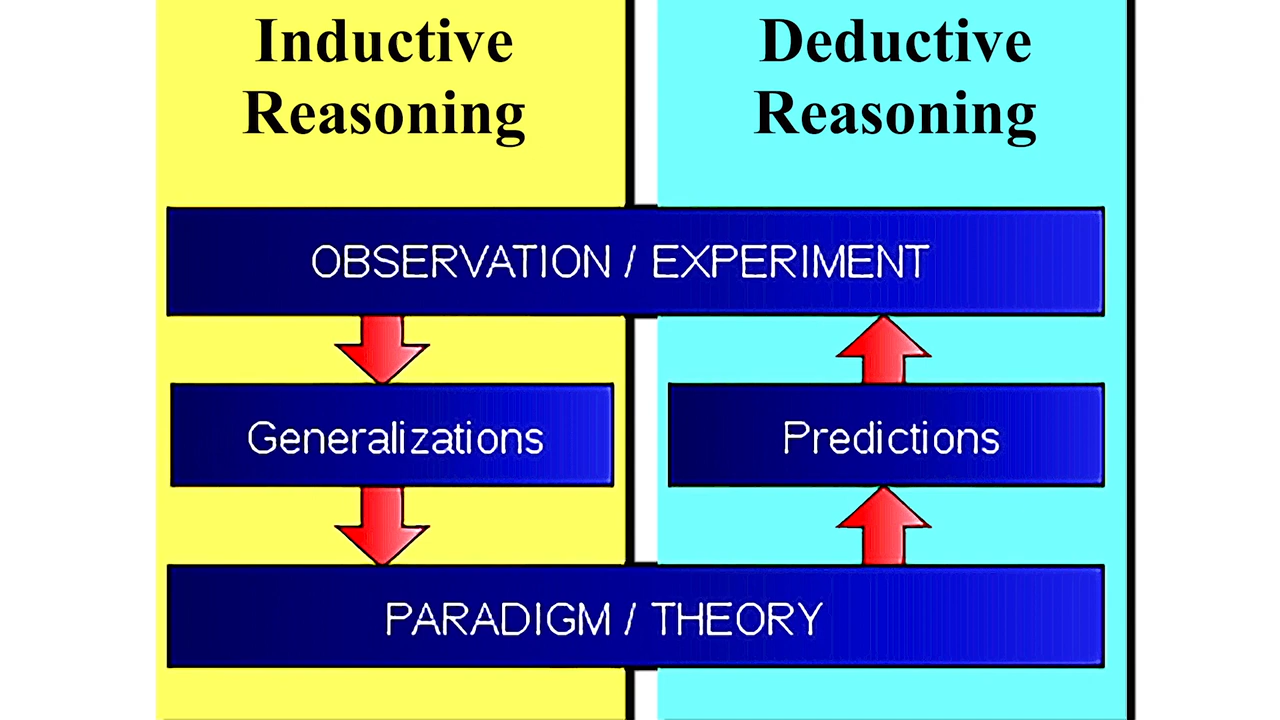 Inductive
Reasoning
Deductive
Reasoning
OBSERVATION / EXPERIMENT
Generalizations
Predictions
PARADIGM / THEORY